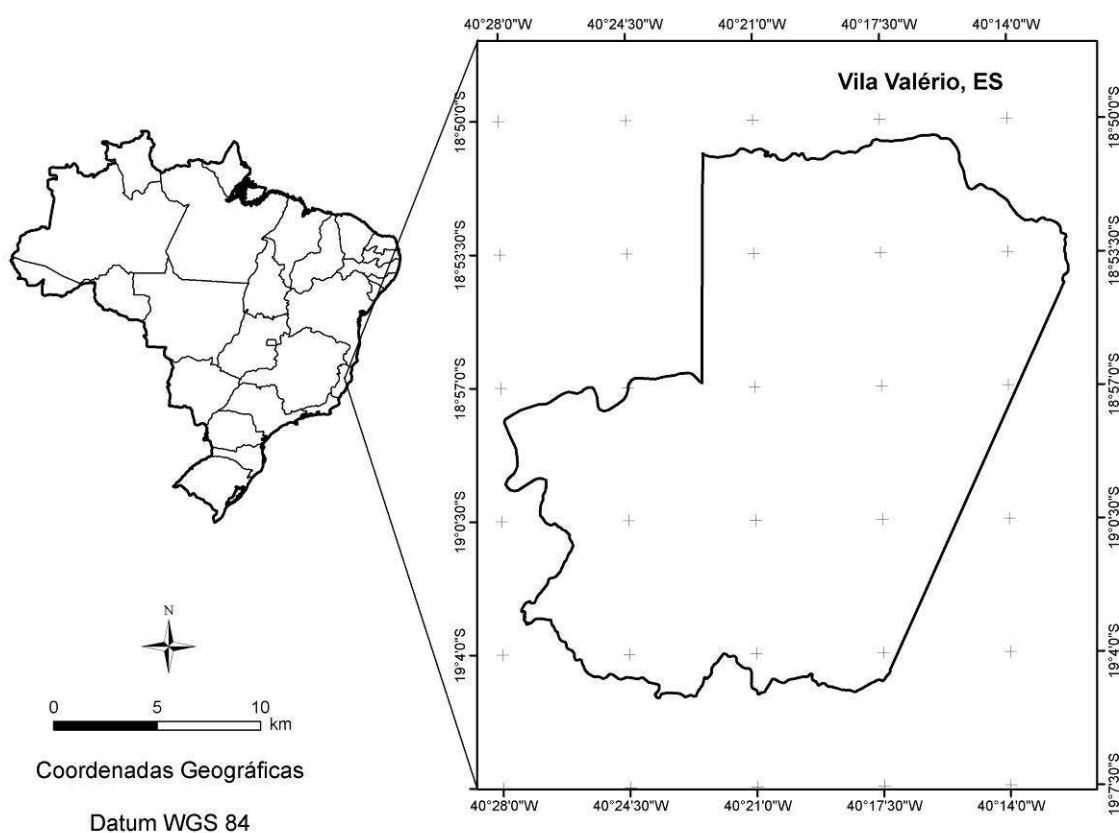 40°28'0"W 40°24'30"W 40°21'0"W 40°17'30"W 40°14'0"W
Vila Valério, ES
18°50'0"S
18°53'30"S
18°57'0"S
19°0'30"S
19°4'0"S
18°50'0"S
18°53'30"S
18°57'0"S
19°0'30"S
19°4'0"S
19°7'30"S
40°28'0"W 40°24'30"W 40°21'0"W 40°17'30"W 40°14'0"W
N
0 5 10
km
Coordenadas Geográficas
Datum WGS 84